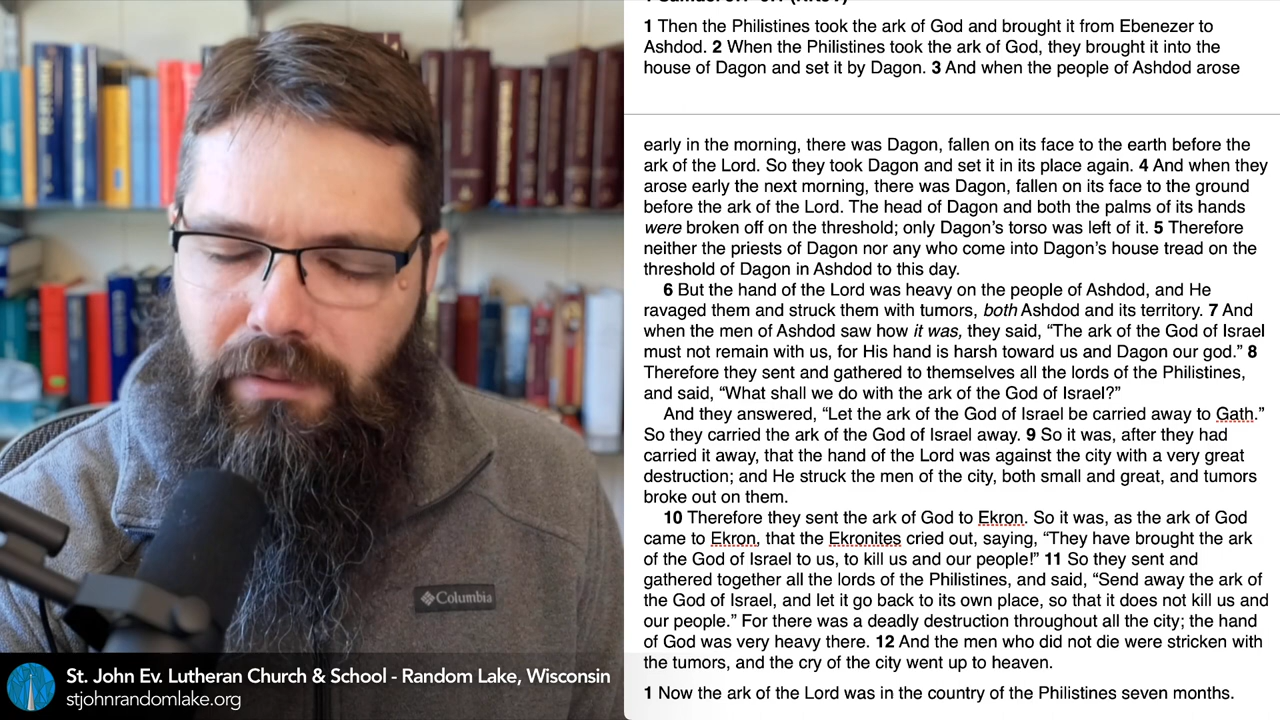 1 Then the Philistines took the ark of God and brought it from Ebenezer to
Ashdod. 2 When the Philistines took the ark of God, they brought it into the
house of Dagon and set it by Dagon. 3 And when the people of Ashdod arose
early in the morning, there was Dagon, fallen on its face to the earth before the
ark of the Lord. So they took Dagon and set it in its place again. 4 And when they
arose early the next morning, there was Dagon, fallen on its face to the ground
before the ark of the Lord. The head of Dagon and both the palms of its hands
were broken off on the threshold; only Dagon’s torso was left of it. 5 Therefore
neither the priests of Dagon nor any who come into Dagon’s house tread on the
threshold of Dagon in Ashdod to this day.
6 But the hand of the Lord was heavy on the people of Ashdod, and He
ravaged them and struck them with tumors, both Ashdod and its territory. 7 And
when the men of Ashdod saw how it was, they said, “The ark of the God of Israel
must not remain with us, for His hand is harsh toward us and Dagon our god.” 8
Therefore they sent and gathered to themselves all the lords of the Philistines,
and said, “What shall we do with the ark of the God of Israel?”
And they answered, “Let the ark of the God of Israel be carried away to Gath.”
So they carried the ark of the God of Israel away. 9 So it was, after they had
carried it away, that the hand of the Lord was against the city with a very great
destruction; and He struck the men of the city, both small and great, and tumors
broke out on them.
10 Therefore they sent the ark of God to Ekron. So it was, as the ark of God
came to Ekron, that the Ekronites cried out, saying, “They have brought the ark
of the God of Israel to us, to kill us and our people!” 11 So they sent and
gathered together all the lords of the Philistines, and said, “Send away the ark of
the God of Israel, and let it go back to its own place, so that it does not kill us and
our people.” For there was a deadly destruction throughout all the city; the hand
of God was very heavy there. 12 And the men who did not die were stricken with
the tumors, and the cry of the city went up to heaven.
1 Now the ark of the Lord was in the country of the Philistines seven months.
Columbia
St. John Ev. Lutheran Church & School - Random Lake, Wisconsin
stjohnrandomlake.org